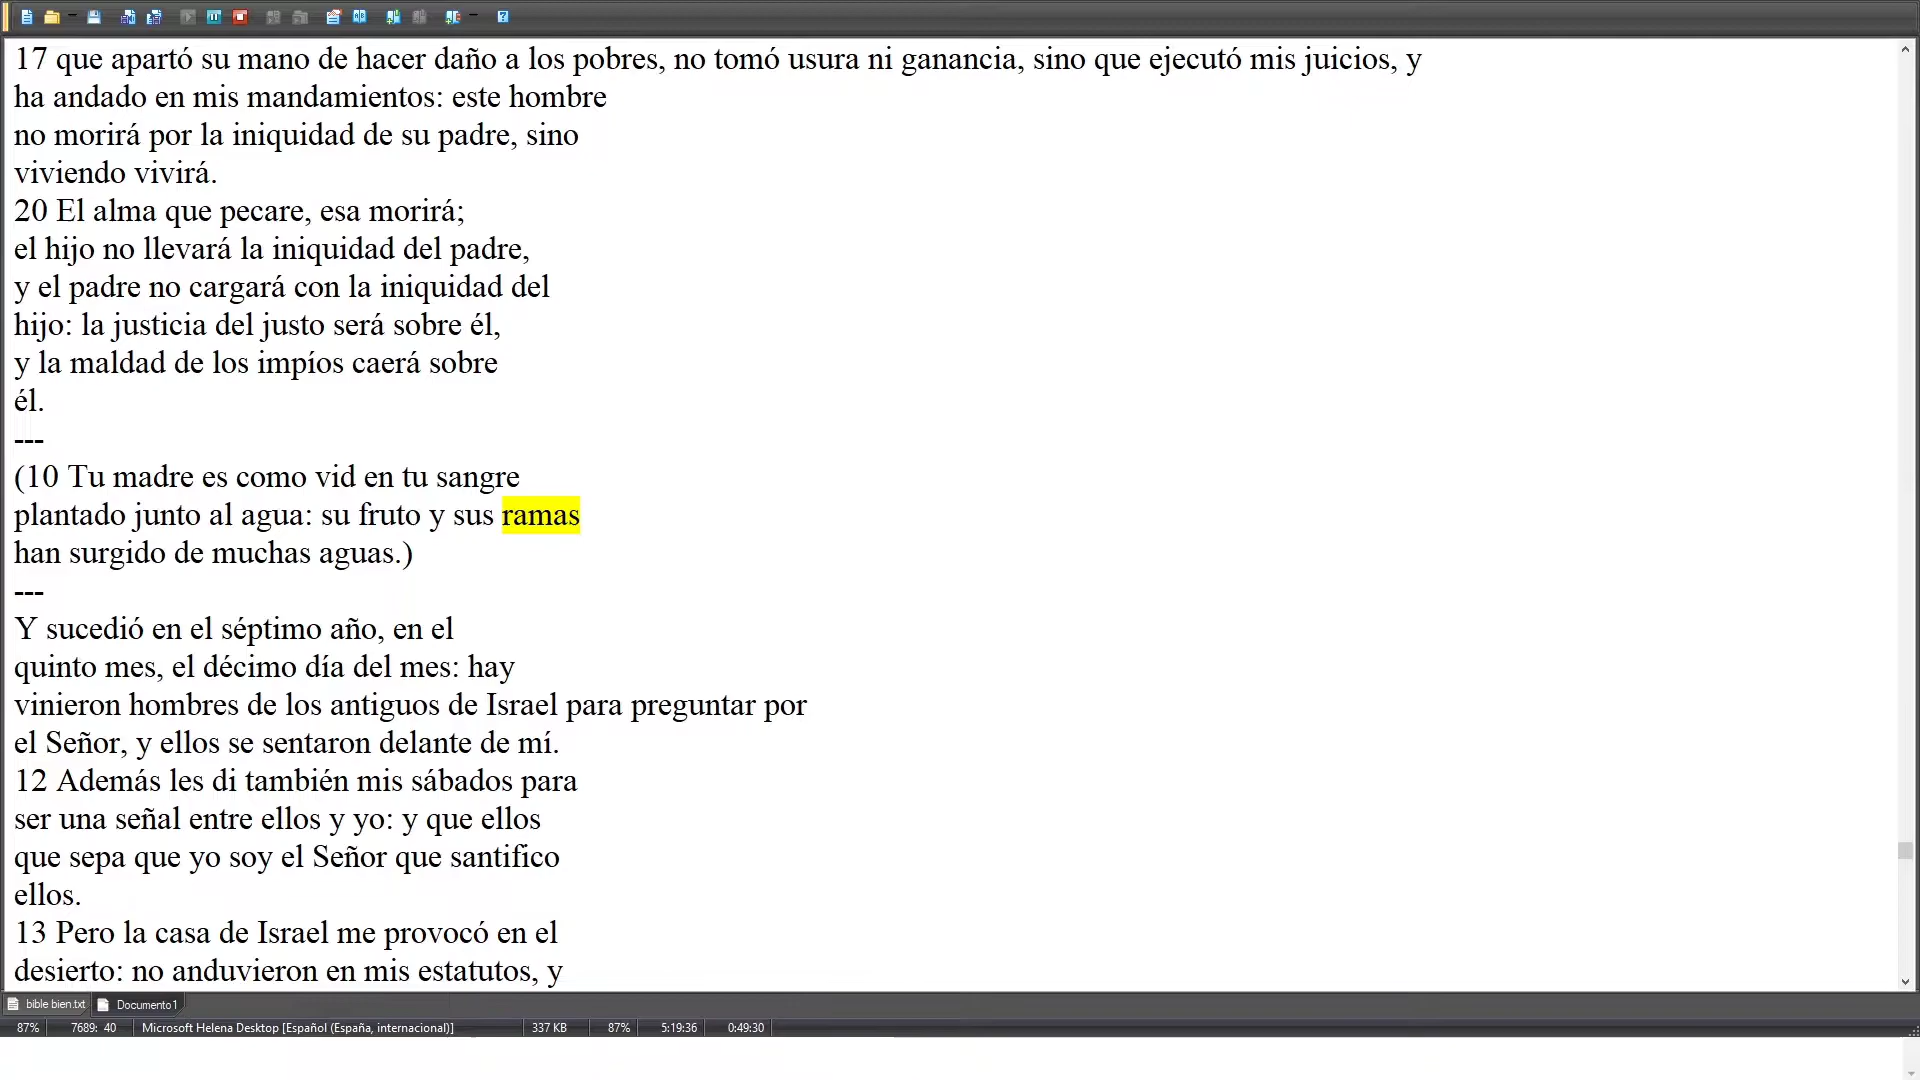 17 que apartó su mano de hacer daño a los pobres, no tomó usura ni ganancia, sino que ejecutó mis juicios, y
ha andado en mis mandamientos: este hombre
no morirá por la iniquidad de su padre, sino
viviendo vivirá.
20 El alma que pecare, esa morirá;
el hijo no llevará la iniquidad del padre,
y el padre no cargará con la iniquidad del
hijo: la justicia del justo será sobre él,
y la maldad de los impíos caerá sobre
él.
---
(10 Tu madre es como vid en tu sangre
plantado junto al agua: su fruto y sus ramas
han surgido de muchas aguas.)
---
Y sucedió en el séptimo año, en el
quinto mes, el décimo día del mes: hay
vinieron hombres de los antiguos de Israel para preguntar por
el Señor, y ellos se sentaron delante de mí.
12 Además les di también mis sábados para
ser una señal entre ellos y yo: y que ellos
que sepa que yo soy el Señor que santifico
ellos.
13 Pero la casa de Israel me provocó en el
desierto: no anduvieron en mis estatutos, y
bible bien.txt Documento1
87% 7689: 40 Microsoft Helena Desktop [Español (España, internacional)] 337 KB 87% 5:19:36 0:49:30